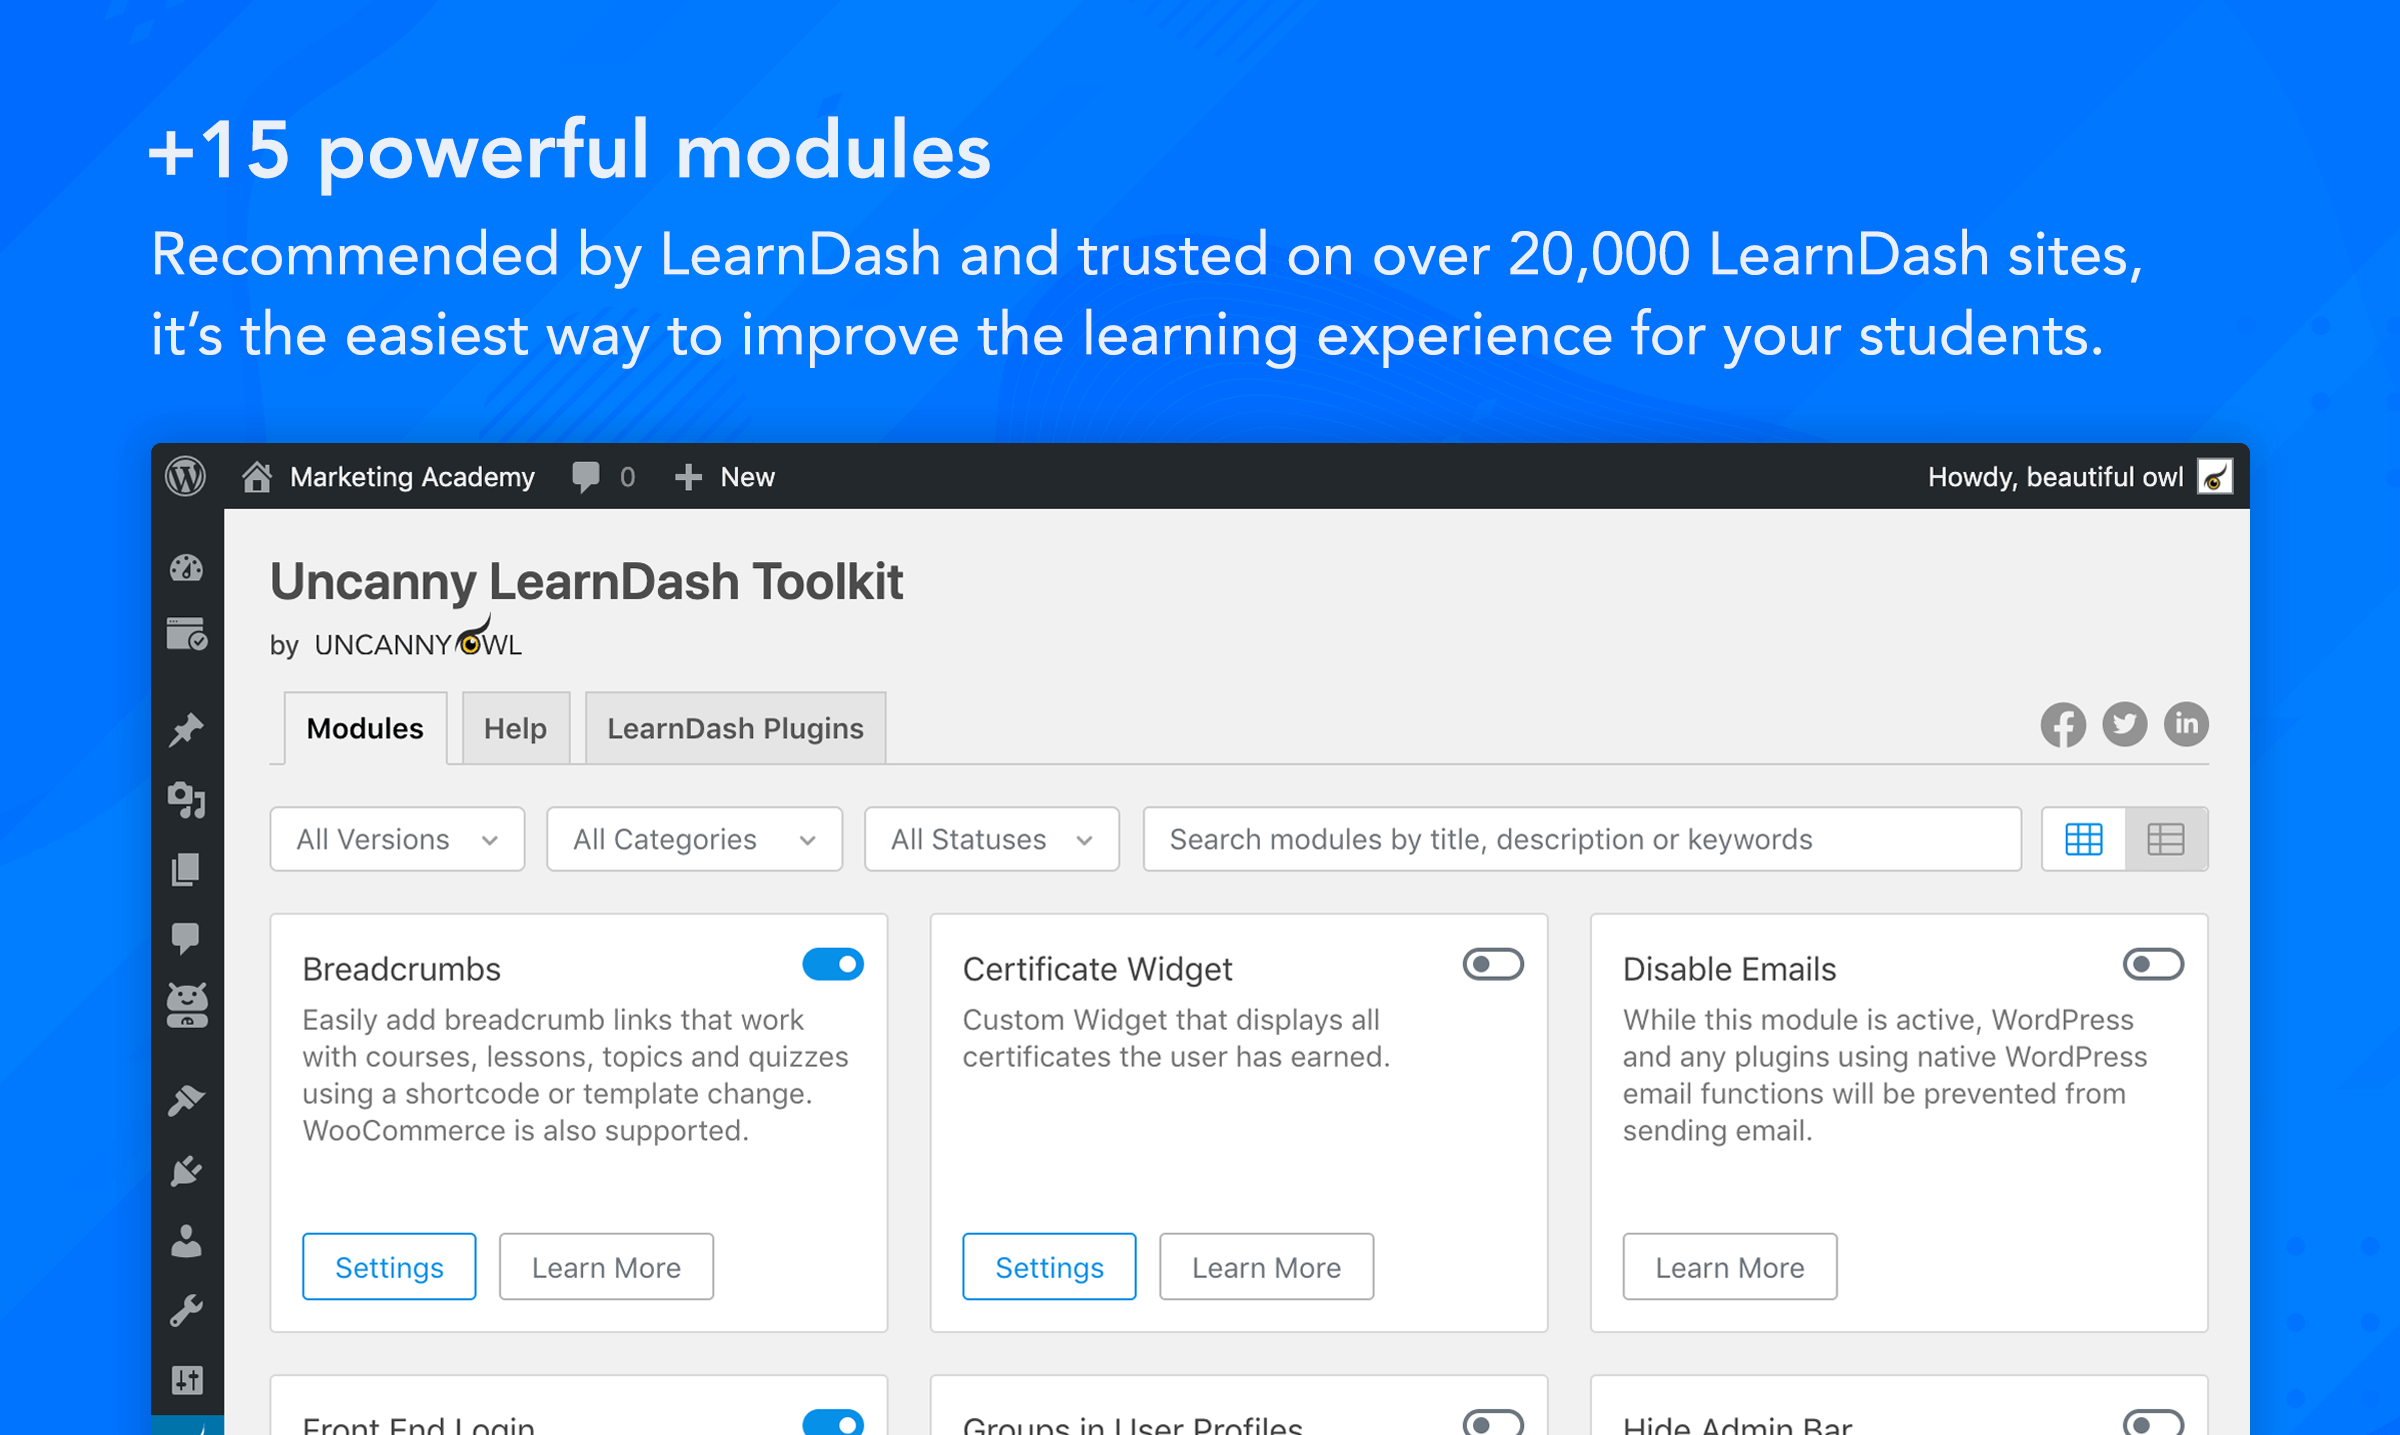 +15 powerful modules
Recommended by LearnDash and trusted on over 20,000 LearnDash sites,
it's the easiest way to improve the learning experience for your students.
Marketing Academy 0 New Howdy, beautiful owl
Uncanny LearnDash Toolkit
by UNCANNY OWL
Modules Help LearnDash Plugins
All Versions All Categories All Statuses Search modules by title, description or keywords
Breadcrumbs
Easily add breadcrumb links that work
with courses, lessons, topics and quizzes
using a shortcode or template change.
WooCommerce is also supported.
Settings Learn More
Certificate Widget
Custom Widget that displays all
certificates the user has earned.
Settings Learn More
Disable Emails
While this module is active, WordPress
and any plugins using native WordPress
email functions will be prevented from
sending email.
Learn More
Front End Login
Groups in User Profiles
Hide Admin Bar